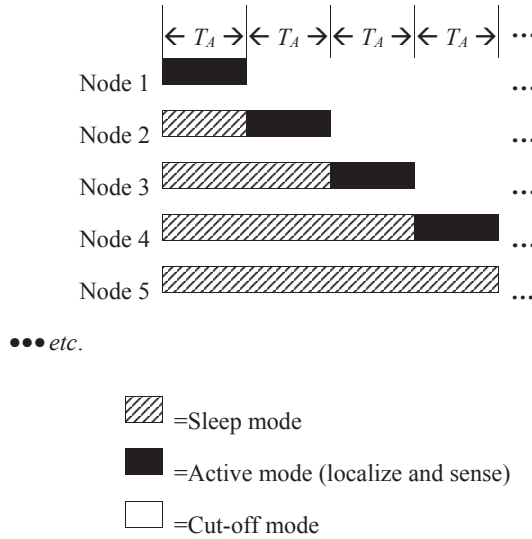 ← T_A → ← T_A → ← T_A → ← T_A → ...
Node 1 ...
Node 2 ...
Node 3 ...
Node 4 ...
Node 5 ...
●●● etc.
=Sleep mode
=Active mode (localize and sense)
=Cut-off mode